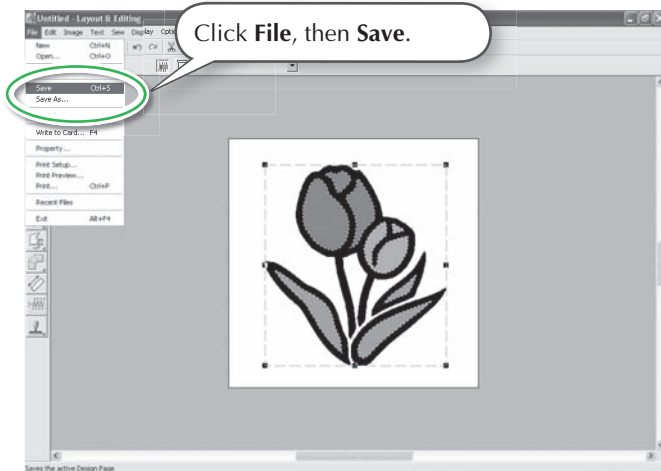 Untitled - Layout & Editing
File Edit Image Text Sew Display
Click File, then Save.
New Ctrl+N
Open... Ctrl+O
Save Ctrl+S
Save As...
Write to Card... F4
Property...
Print Setup...
Print Preview...
Print... Ctrl+P
Recent Files
Exit Alt+F4
Saves the active Design Page